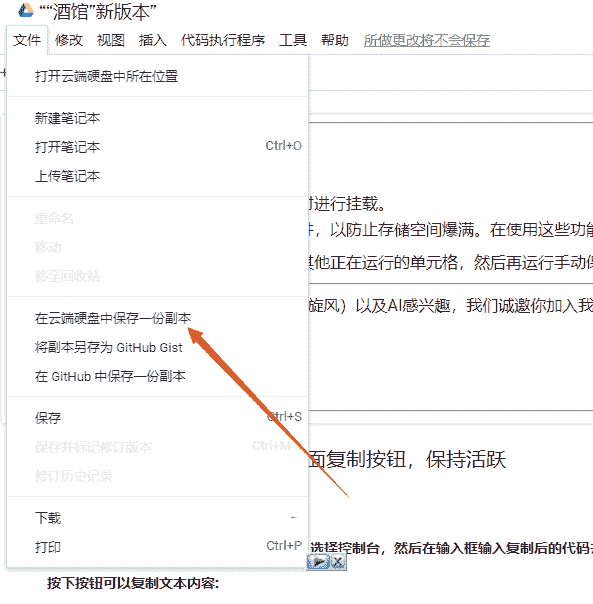 ““酒馆”新版本”
文件 修改 视图 插入 代码执行程序 工具 帮助 所做更改将不会保存
打开云端硬盘中所在位置
新建笔记本
打开笔记本 Ctrl+O
上传笔记本
时进行挂载。
重命名
件，以防止存储空间爆满。在使用这些功能
移动
其他正在运行的单元格，然后再运行手动保
移至回收站
旋风）以及AI感兴趣，我们诚邀你加入我
在云端硬盘中保存一份副本
将副本另存为 GitHub Gist
在 GitHub 中保存一份副本
保存 Ctrl+S
保存并标记修订版本 Ctrl+M
面复制按钮，保持活跃
修订历史记录
下载
打印 Ctrl+P
选择控制台，然后在输入框输入复制后的代码
按下按钮可以复制文本内容: